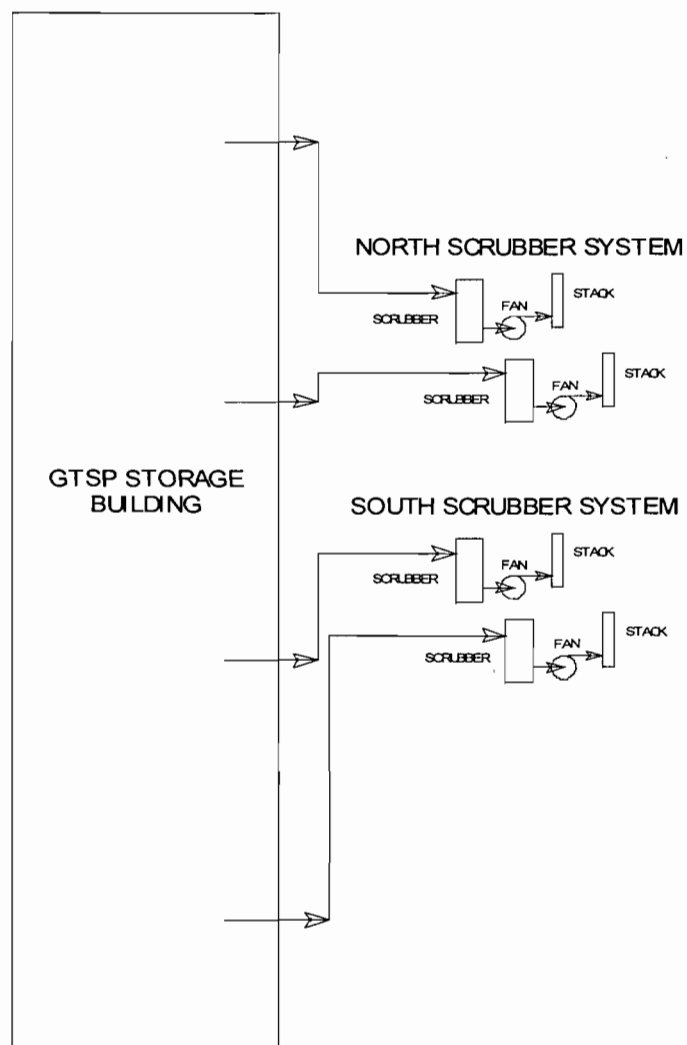 NORTH SCRUBBER SYSTEM
FAN
STACK
SCRUBBER
FAN
STACK
SCRUBBER
GTSP STORAGE
BUILDING
SOUTH SCRUBBER SYSTEM
FAN
STACK
SCRUBBER
FAN
STACK
SCRUBBER